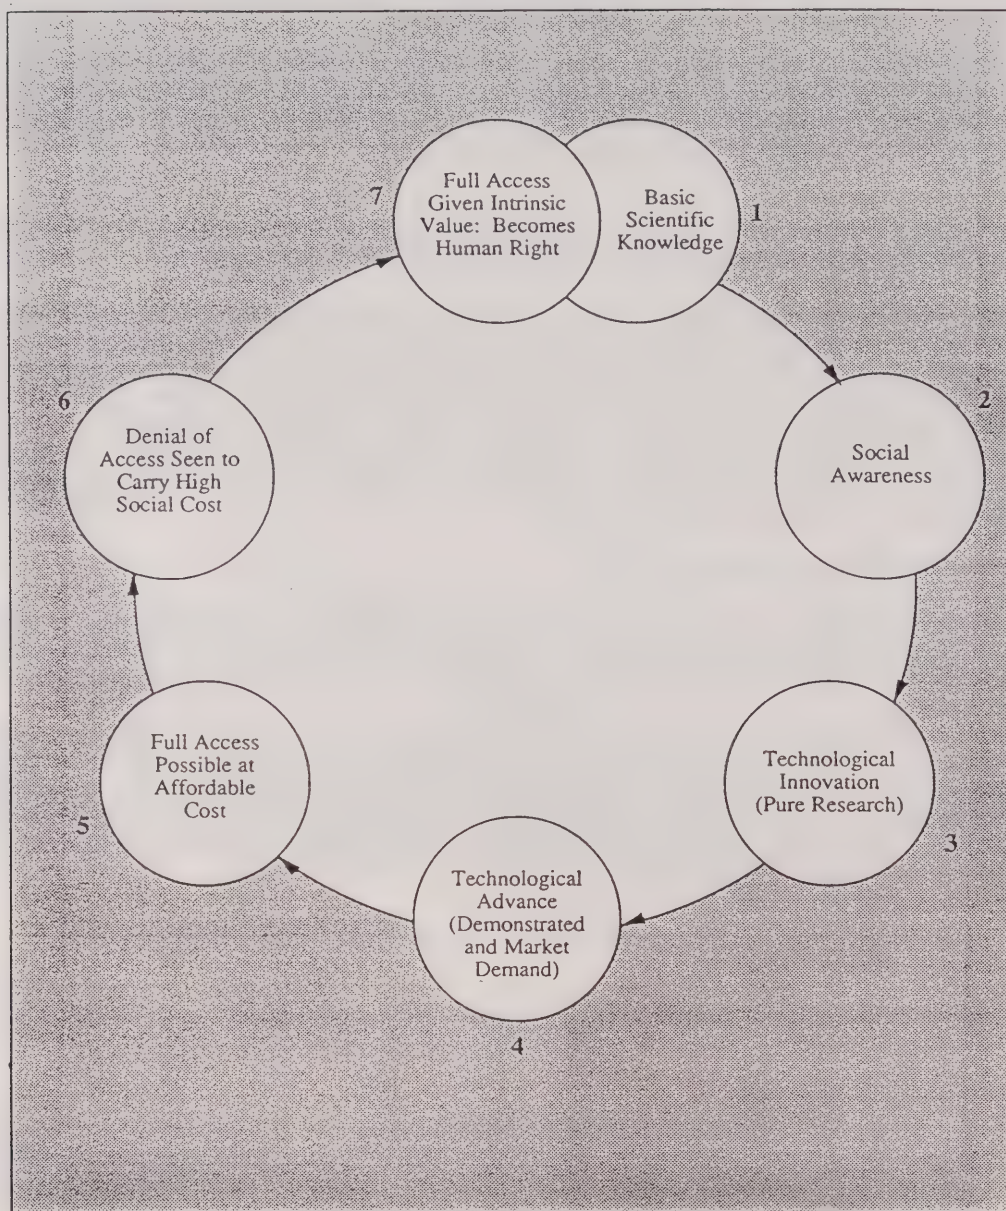 7
Full Access
Given Intrinsic
Value: Becomes
Human Right
Basic
Scientific
Knowledge
1
2
Social
Awareness
Technological
Innovation
(Pure Research)
3
Technological
Advance
(Demonstrated
and Market
Demand)
4
Full Access
Possible at
Affordable
Cost
5
6
Denial of
Access Seen to
Carry High
Social Cost